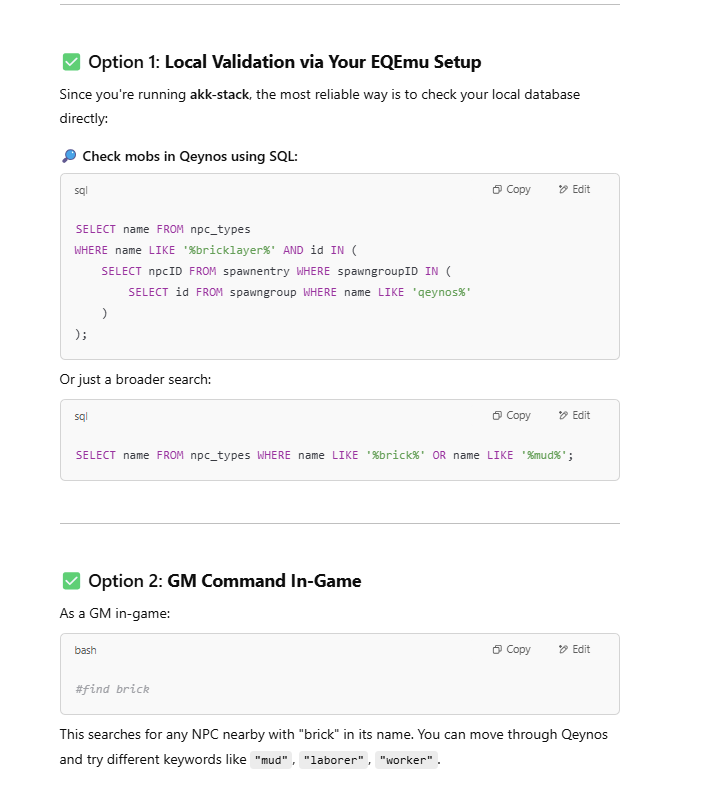 ✅ Option 1: Local Validation via Your EQEmu Setup
Since you're running akk-stack, the most reliable way is to check your local database
directly:
🔎 Check mobs in Qeynos using SQL:
sql Copy Edit
SELECT name FROM npc_types
WHERE name LIKE '%bricklayer%' AND id IN (
    SELECT npcID FROM spawnentry WHERE spawngroupID IN (
        SELECT id FROM spawngroup WHERE name LIKE 'qeynos%'
    )
);
Or just a broader search:
sql Copy Edit
SELECT name FROM npc_types WHERE name LIKE '%brick%' OR name LIKE '%mud%';
✅ Option 2: GM Command In-Game
As a GM in-game:
bash Copy Edit
#find brick
This searches for any NPC nearby with "brick" in its name. You can move through Qeynos
and try different keywords like "mud", "laborer", "worker".